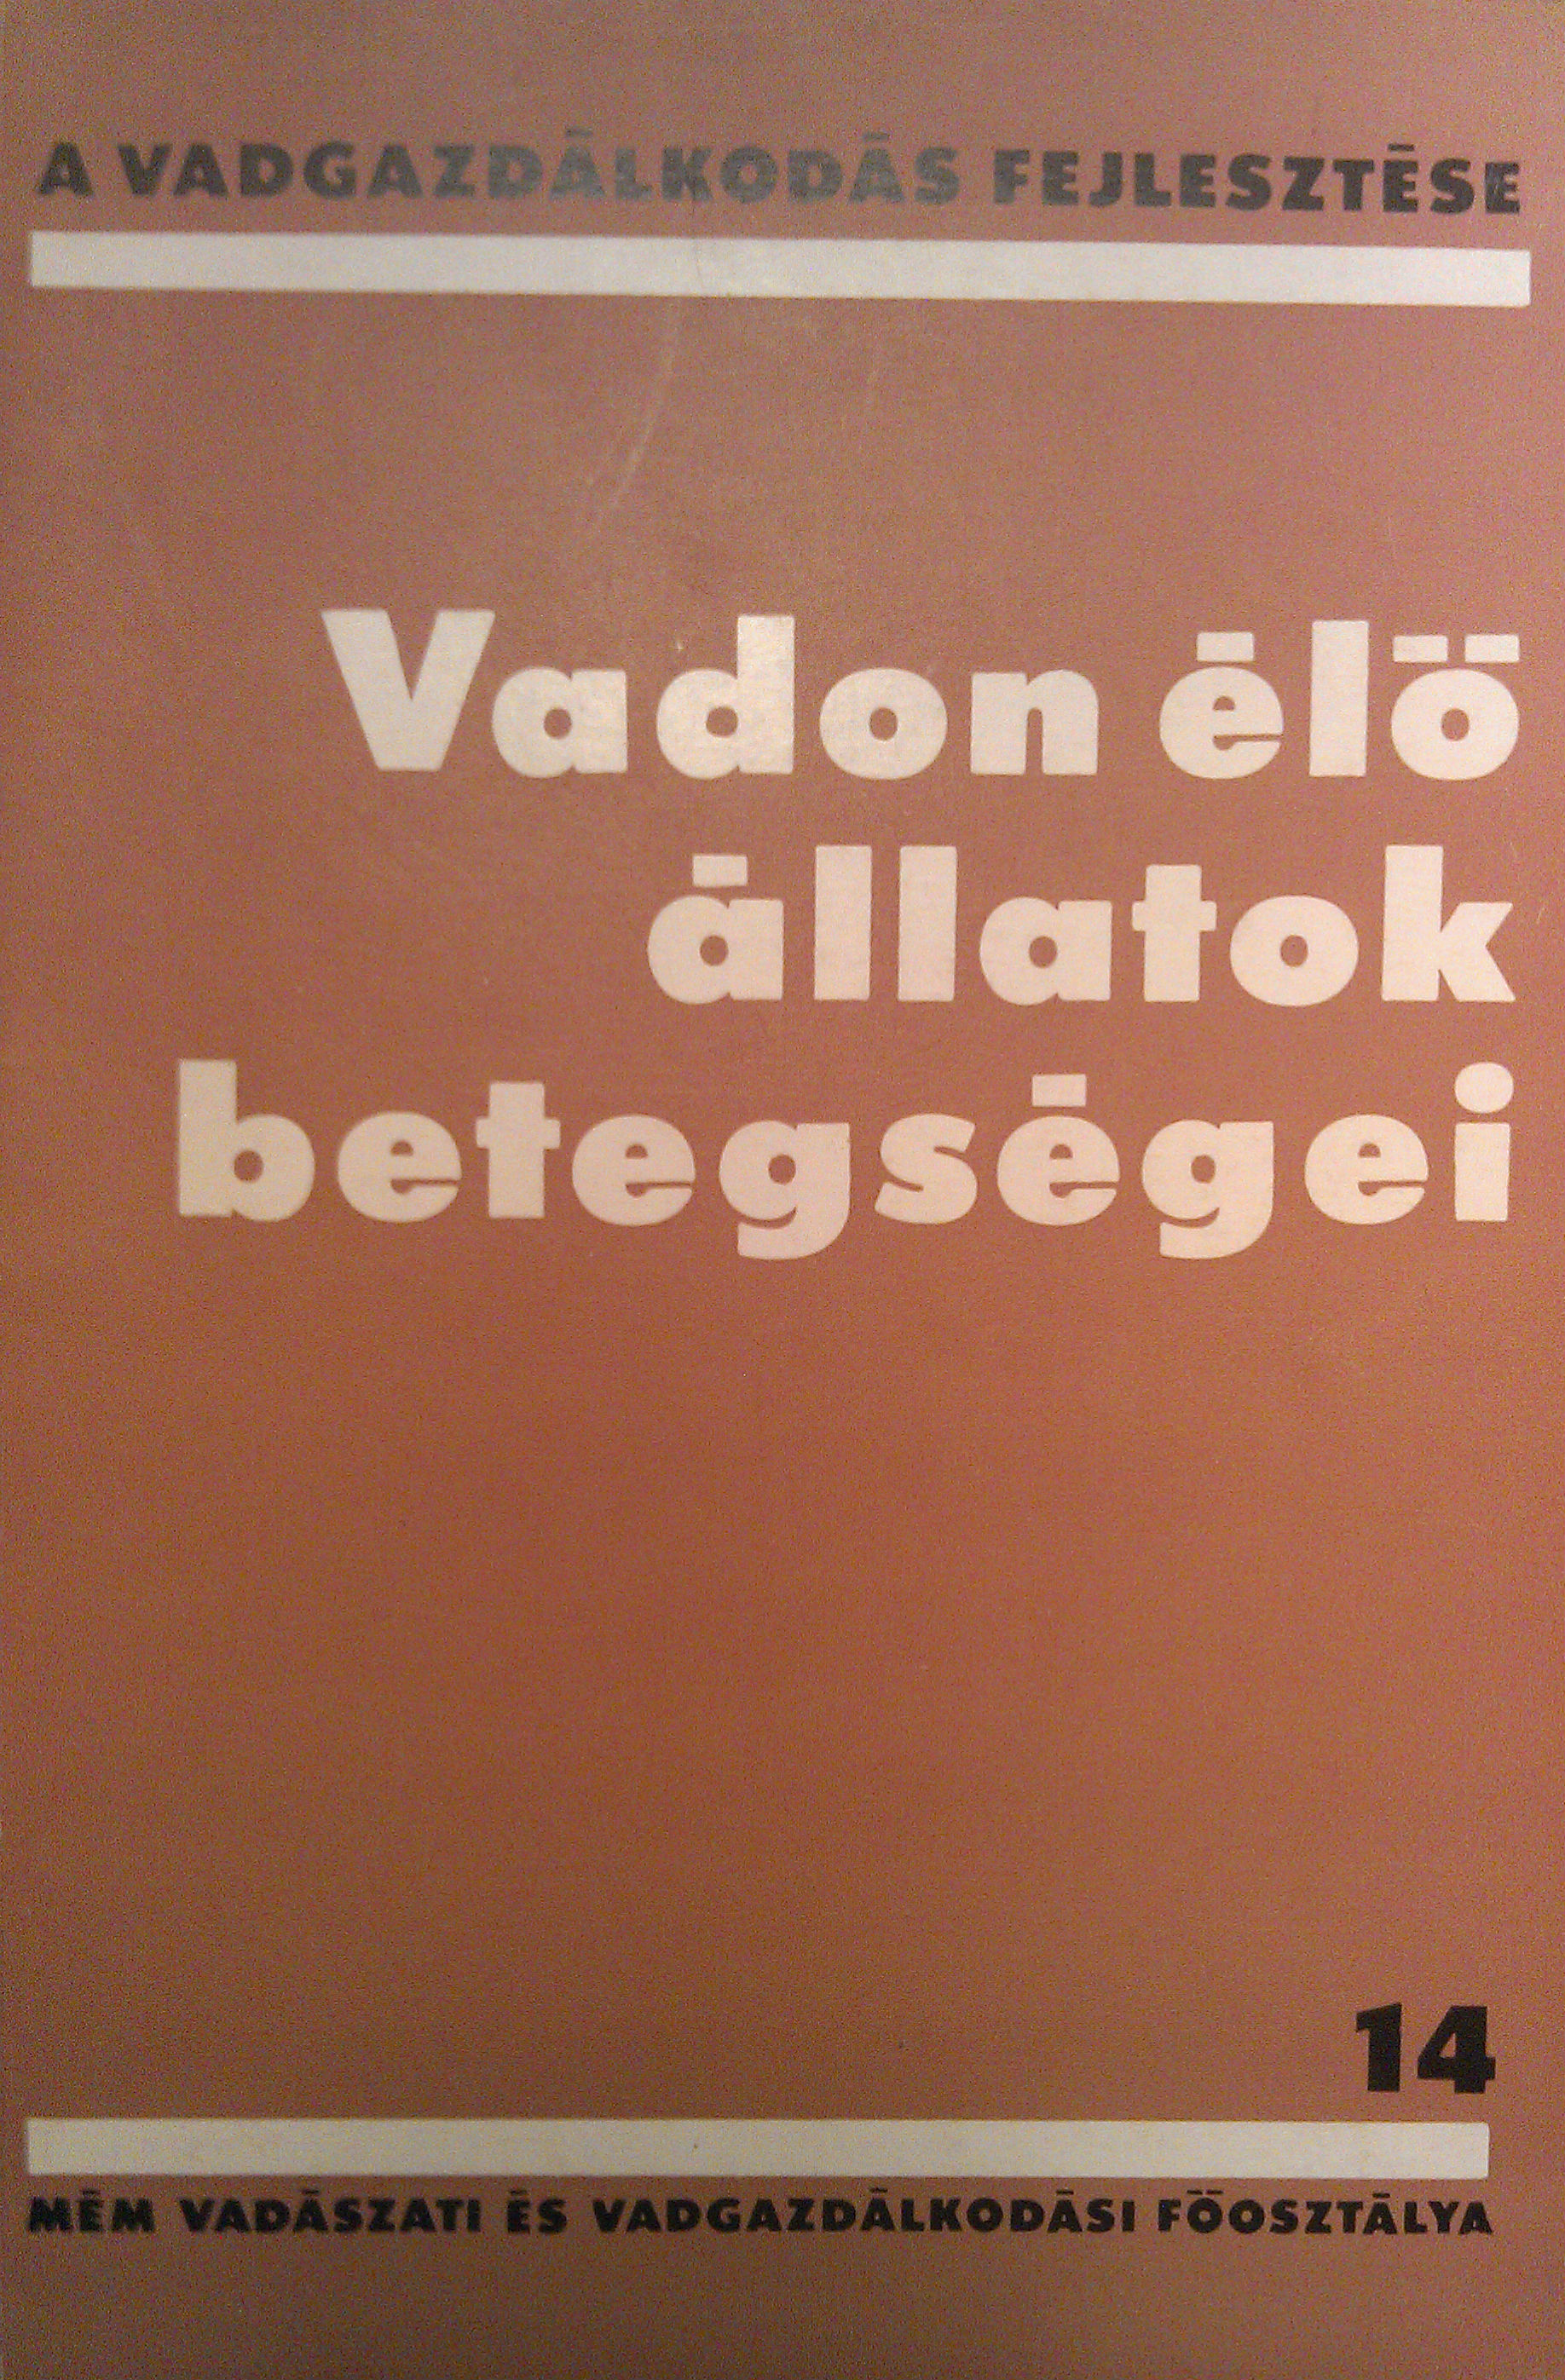 A VADGAZDÁLKODÁS FEJLESZTÉSE
Vadon élő
állatok
betegségei
14
MÉM VADÁSZATI ÉS VADGAZDÁLKODÁSI FŐOSZTÁLYA